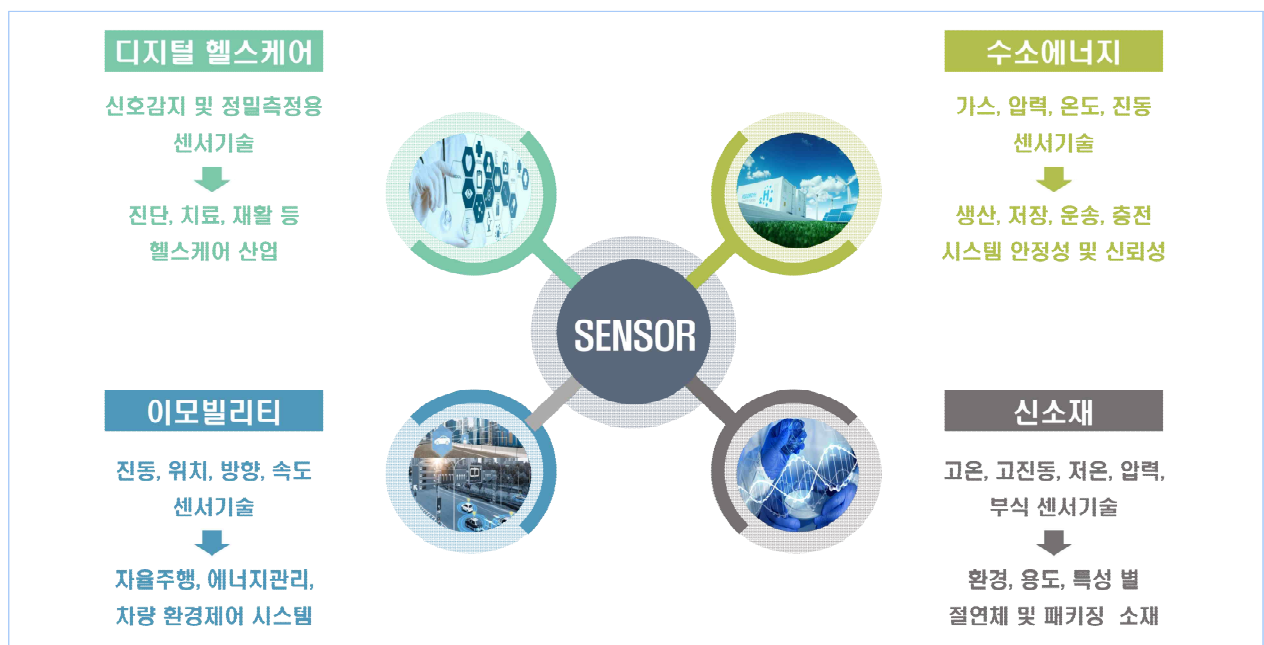 디지털 헬스케어
신호감지 및 정밀측정용
센서기술
진단, 치료, 재활 등
헬스케어 산업
수소에너지
가스, 압력, 온도, 진동
센서기술
생산, 저장, 운송, 충전
시스템 안정성 및 신뢰성
SENSOR
이모빌리티
진동, 위치, 방향, 속도
센서기술
자율주행, 에너지관리,
차량 환경제어 시스템
신소재
고온, 고진동, 저온, 압력,
부식 센서기술
환경, 용도, 특성 별
절연체 및 패키징 소재